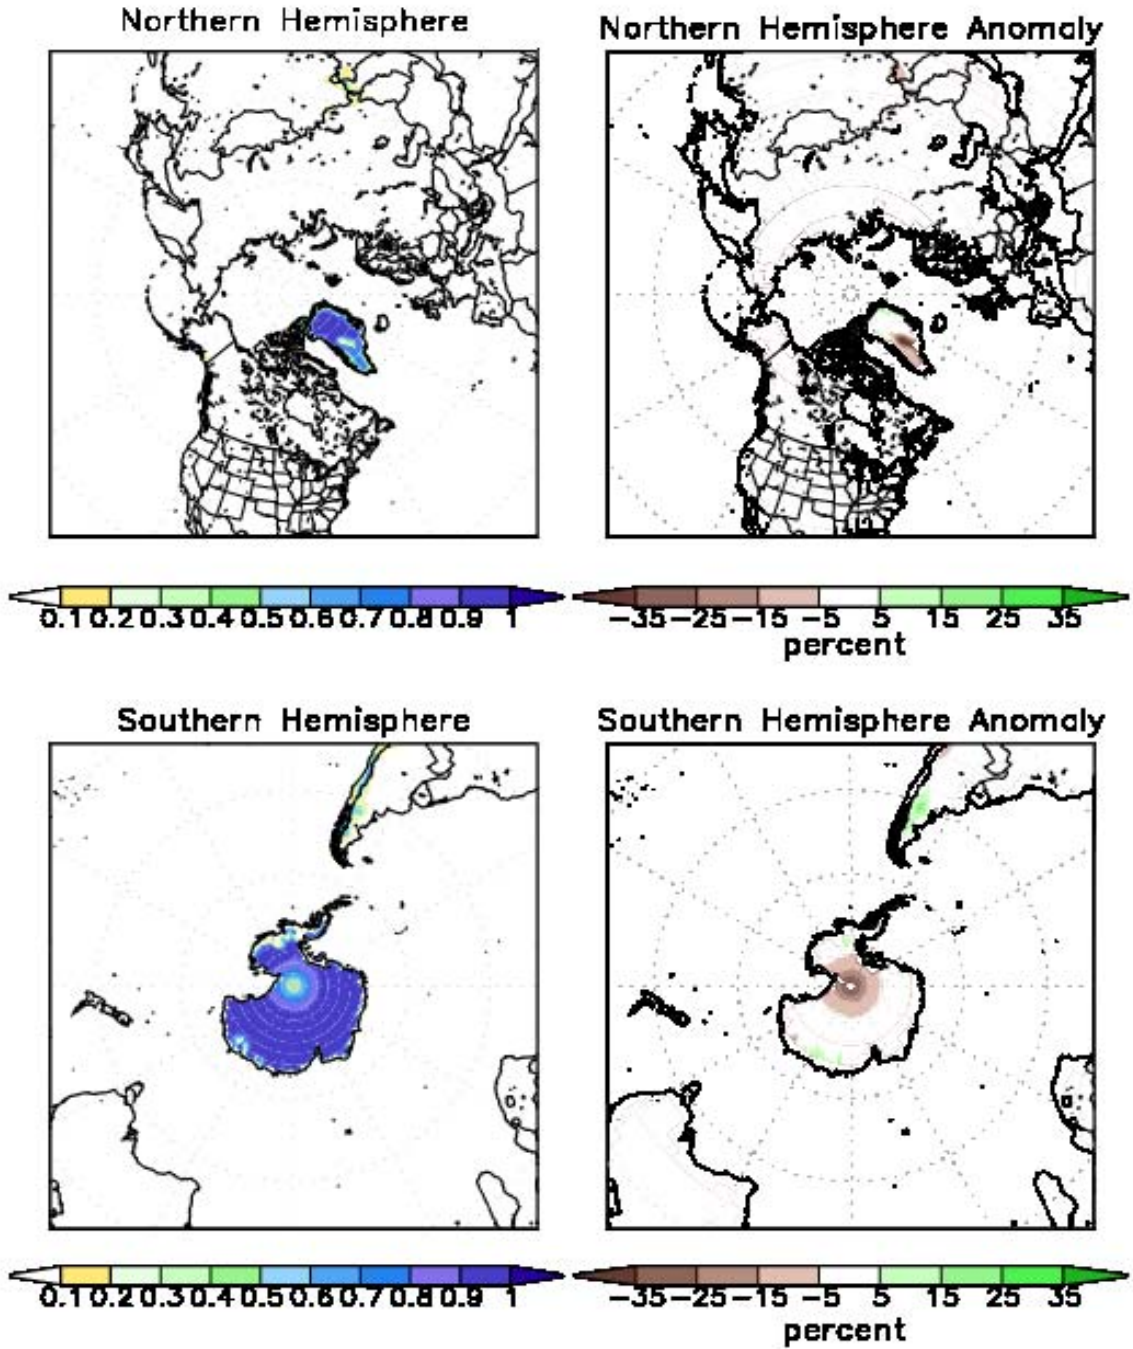 Northern Hemisphere
Northern Hemisphere Anomaly
0.1 0.2 0.3 0.4 0.5 0.6 0.7 0.8 0.9 1
-35 -25 -15 -5 5 15 25 35
percent
Southern Hemisphere
Southern Hemisphere Anomaly
0.1 0.2 0.3 0.4 0.5 0.6 0.7 0.8 0.9 1
-35 -25 -15 -5 5 15 25 35
percent